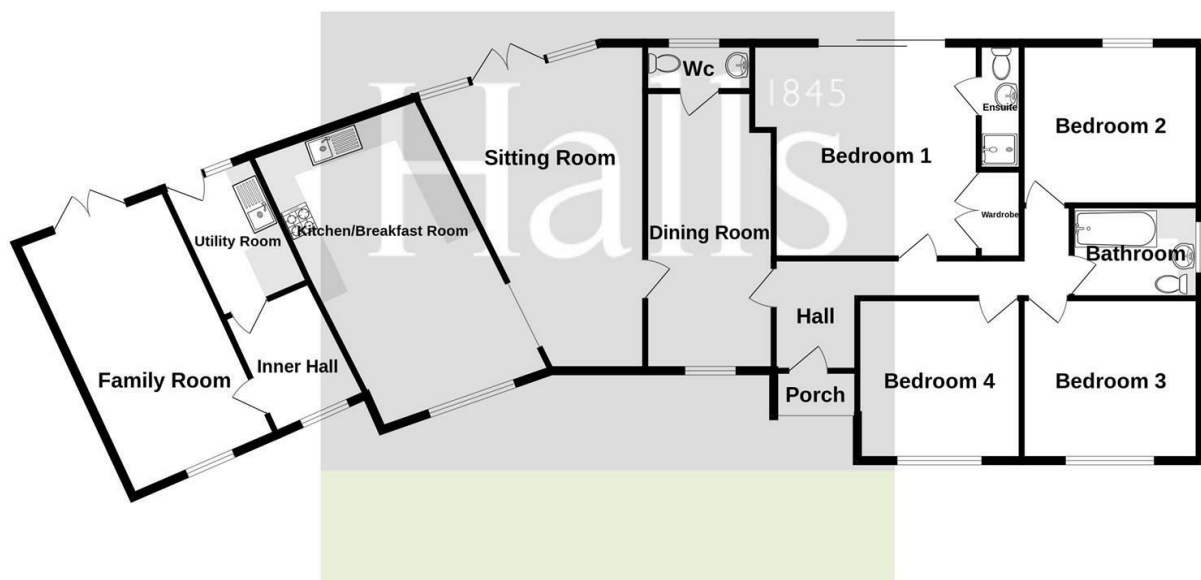 Halls
1845
Wc
Ensuite
Bedroom 2
Sitting Room
Bedroom 1
Wardrobe
Utility Room
Kitchen/Breakfast Room
Dining Room
Bathroom
Hall
Inner Hall
Family Room
Porch
Bedroom 4
Bedroom 3